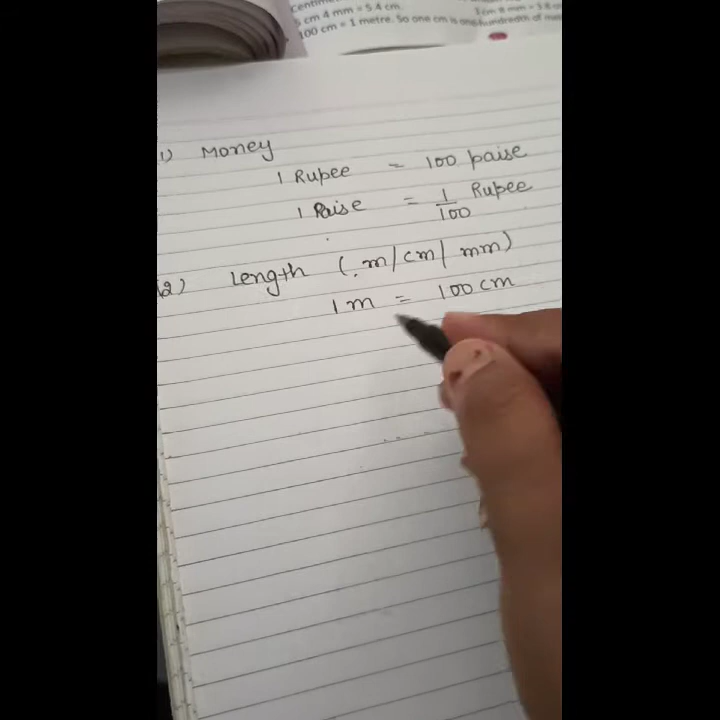 5 cm 4 mm = 5.4 cm.
100 cm = 1 metre. So one cm is one hundredth of
1) Money
1 Rupee = 100 paise
1 Paise = 1/100 Rupee
(2) Length (m/cm/mm)
1 m = 100 cm